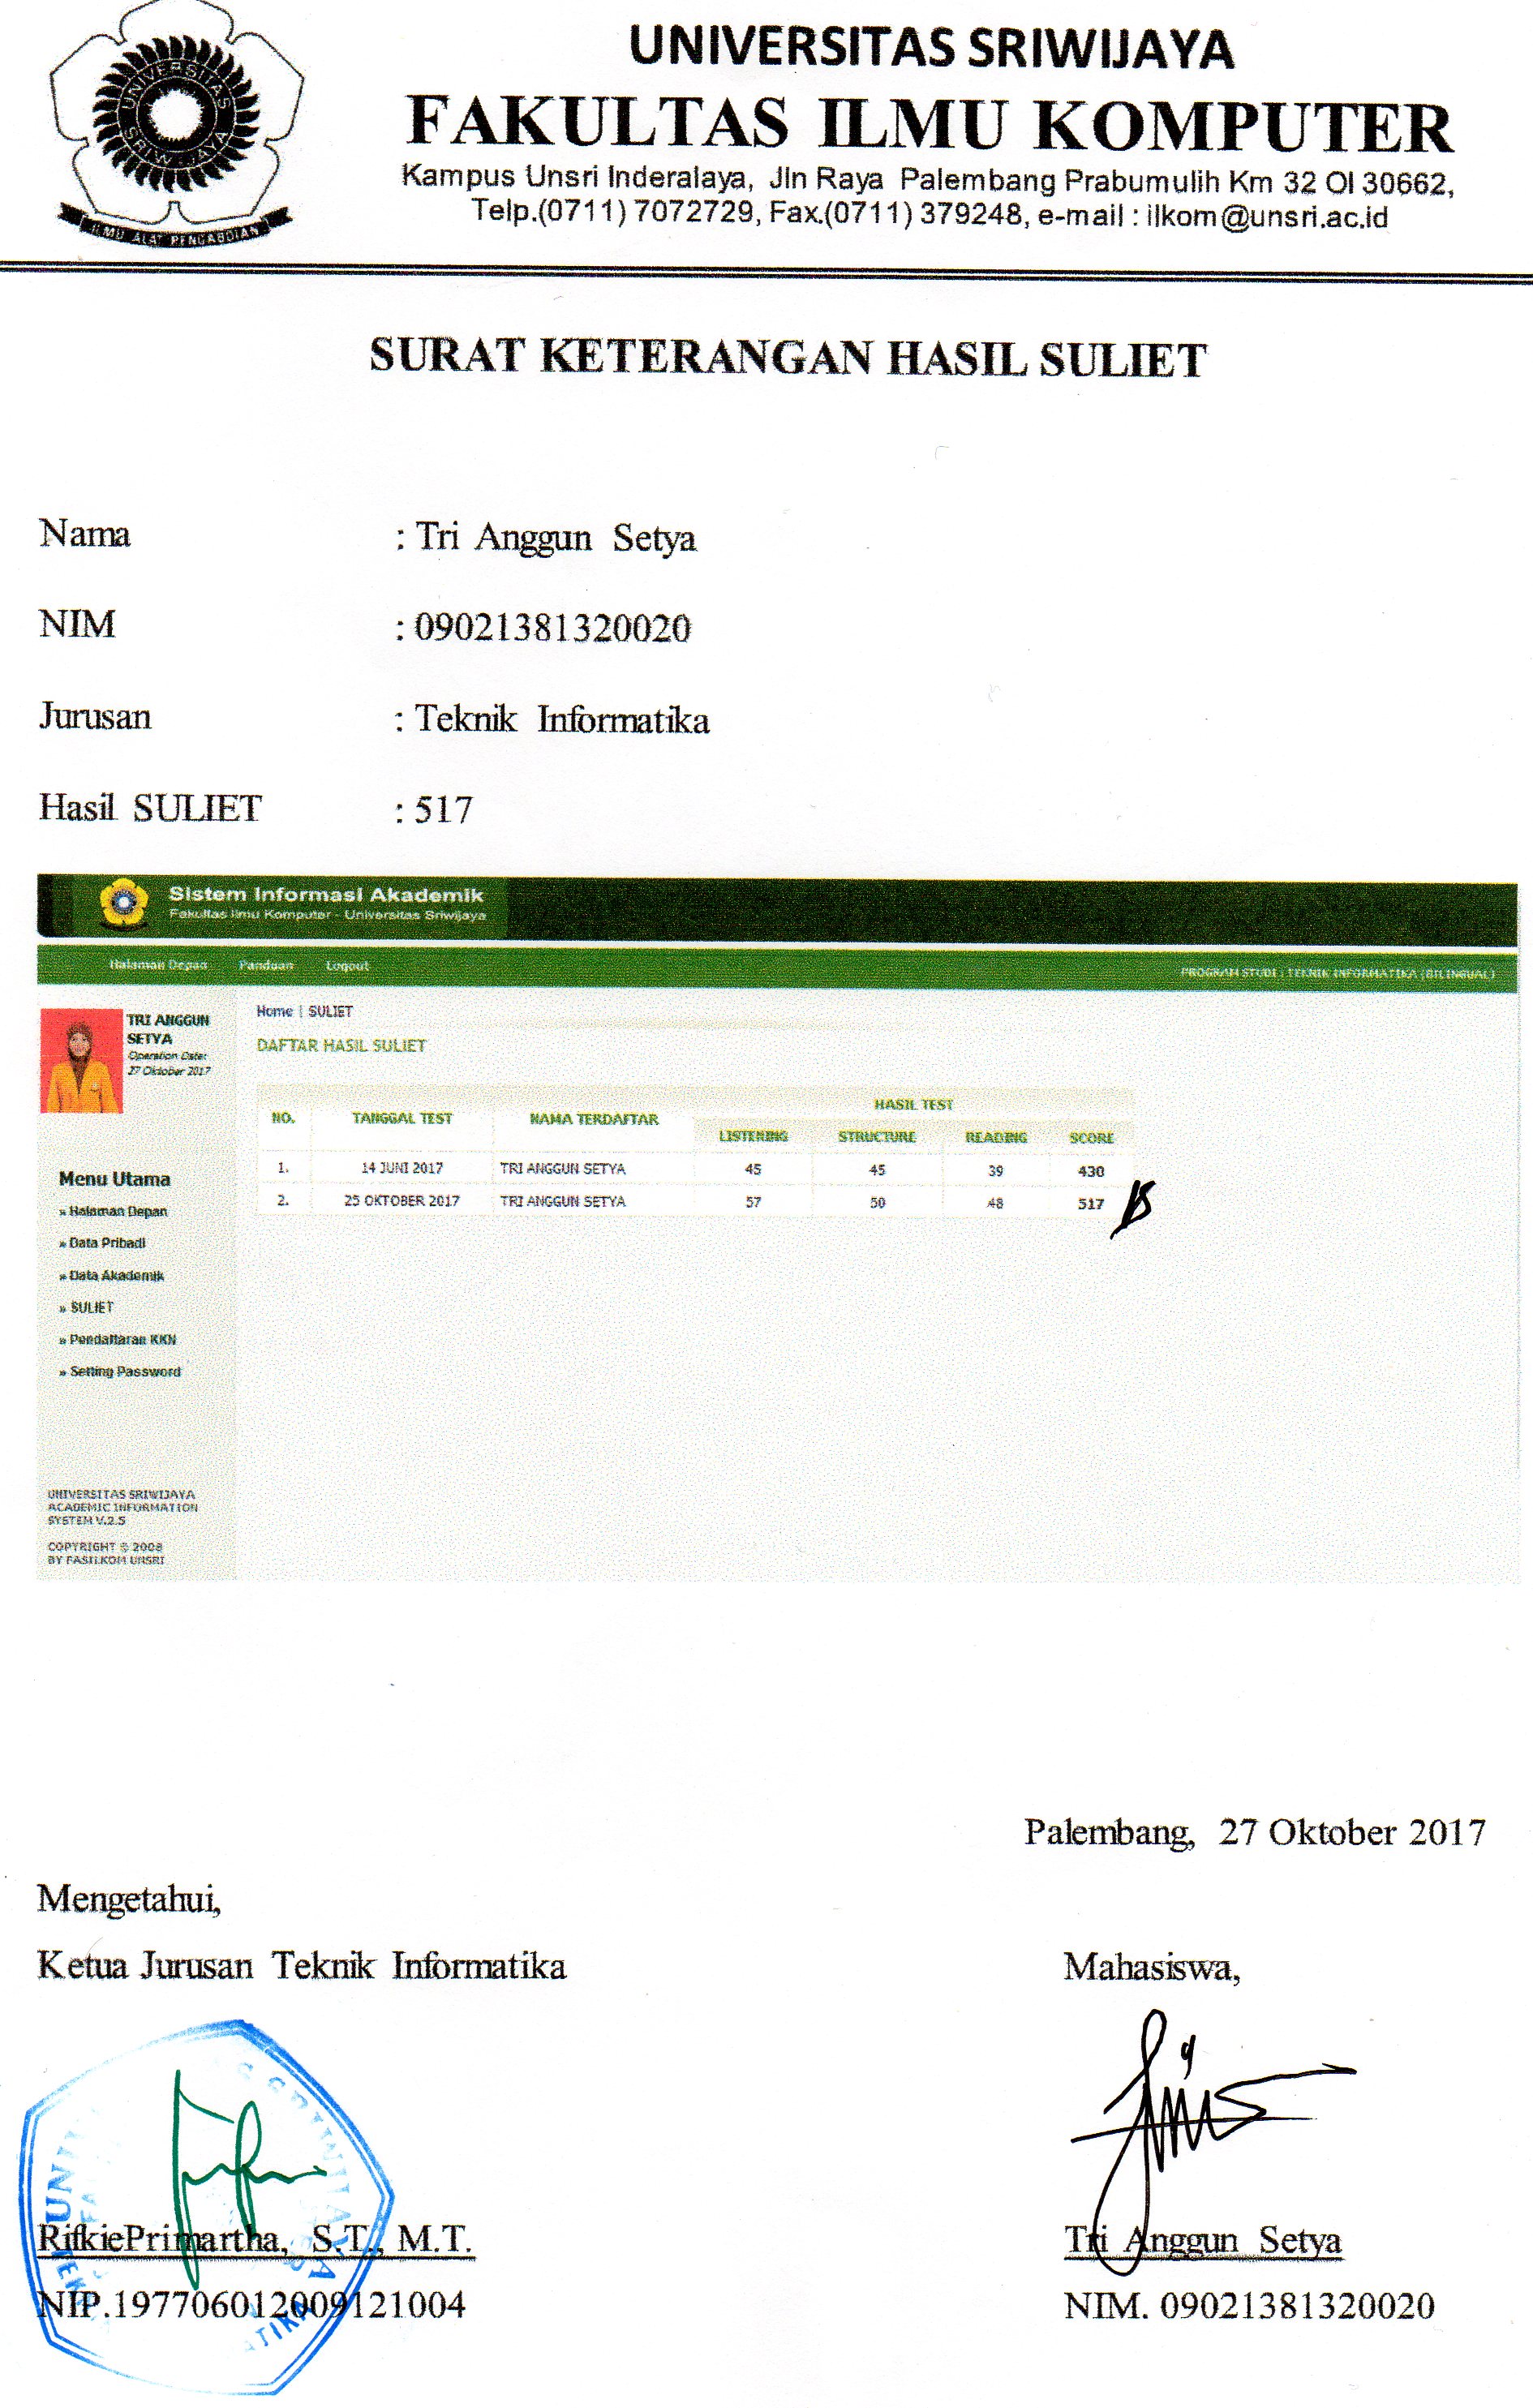 UNIVERSITAS SRIWIJAYA
FAKULTAS ILMU KOMPUTER
Kampus Unsri Inderalaya, Jln Raya Palembang Prabumulih Km 32 OI 30662,
Telp.(0711) 7072729, Fax.(0711) 379248, e-mail : ilkom@unsri.ac.id
UNIVERSITAS SRIWIJAYA
ILMU ALAT PENGABDIAN
SURAT KETERANGAN HASIL SULIET
Nama : Tri Anggun Setya
NIM : 09021381320020
Jurusan : Teknik Informatika
Hasil SULIET : 517
Sistem Informasi Akademik
Fakultas Ilmu Komputer - Universitas Sriwijaya
Halaman Depan Panduan Logout PROGRAM STUDI : TEKNIK INFORMATIKA (BILINGUAL)
TRI ANGGUN
SETYA
Operation Date:
27 Oktober 2017
Home | SULIET
DAFTAR HASIL SULIET
NO. TANGGAL TEST NAMA TERDAFTAR HASIL TEST
LISTENING STRUCTURE READING SCORE
1. 14 JUNI 2017 TRI ANGGUN SETYA 45 45 39 430
2. 25 OKTOBER 2017 TRI ANGGUN SETYA 57 50 48 517
Menu Utama
» Halaman Depan
» Data Pribadi
» Data Akademik
» SULIET
» Pendaftaran KKN
» Setting Password
UNIVERSITAS SRIWIJAYA
ACADEMIC INFORMATION
SYSTEM V.2.5
COPYRIGHT © 2008
BY FASILKOM UNSRI
Palembang, 27 Oktober 2017
Mengetahui,
Ketua Jurusan Teknik Informatika
Mahasiswa,
RifkiePrimartha, S.T., M.T.
Tri Anggun Setya
NIP.197706012009121004
NIM. 09021381320020